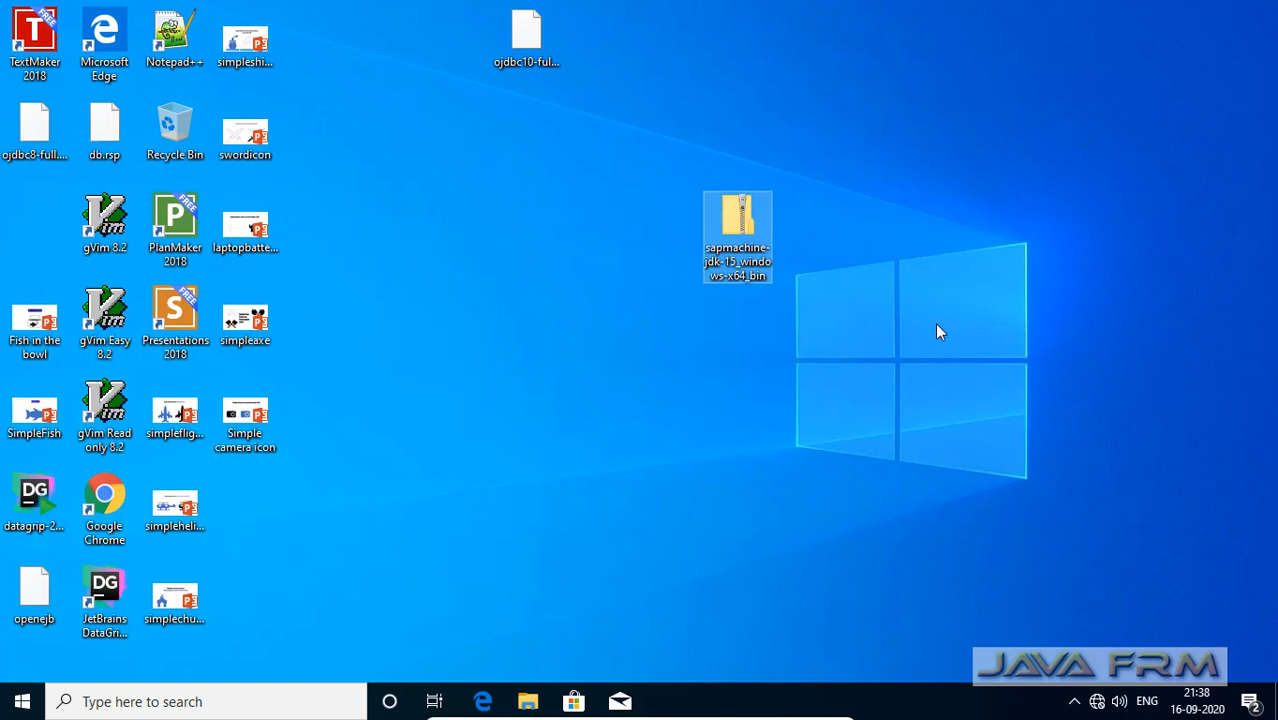 TextMaker
2018
Microsoft
Edge
Notepad++
simpleshi...
ojdbc10-ful...
ojdbc8-full....
db.rsp
Recycle Bin
swordicon
gVim 8.2
PlanMaker
2018
laptopbatte...
sapmachine-
jdk-15_windo
ws-x64_bin
Fish in the
bowl
gVim Easy
8.2
Presentations
2018
simpleaxe
SimpleFish
gVim Read
only 8.2
simpleflig...
Simple
camera icon
datagrip-2...
Google
Chrome
simpleheli...
openejb
JetBrains
DataGri...
simplechu...
JAVA FRM
Type here to search
ENG
21:38
16-09-2020
2